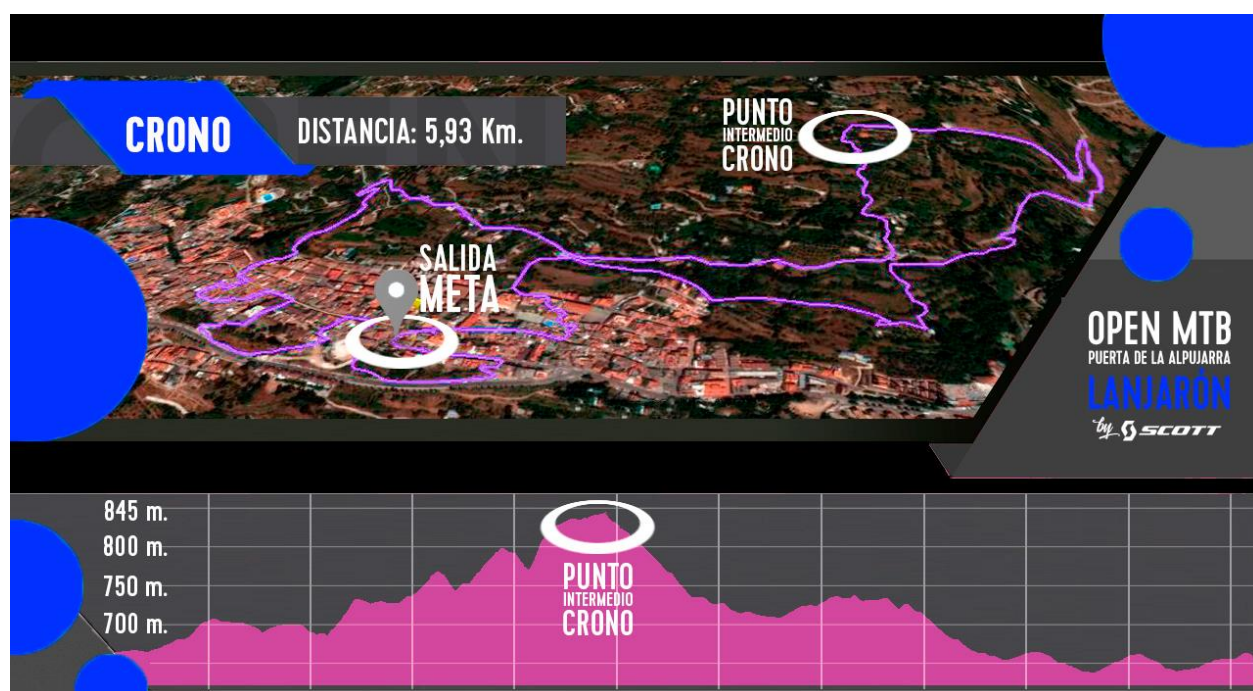 CRONO
DISTANCIA: 5,93 Km.
PUNTO
INTERMEDIO
CRONO
SALIDA
META
OPEN MTB
PUERTA DE LA ALPUJARRA
LANJARÓN
by SCOTT
845 m.
800 m.
750 m.
700 m.
PUNTO
INTERMEDIO
CRONO